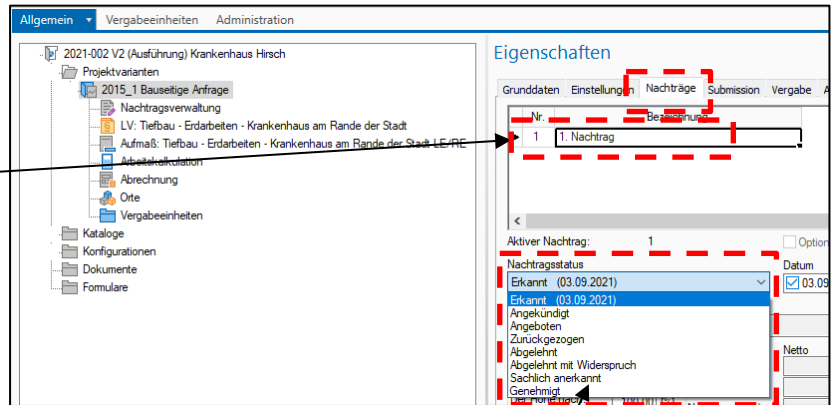 Allgemein Vergabeeinheiten Administration
2021-002 V2 (Ausführung) Krankenhaus Hirsch
Projektvarianten
2015_1 Bauseitige Anfrage
Nachtragsverwaltung
LV: Tiefbau - Erdarbeiten - Krankenhaus am Rande der Stadt
Aufmaß: Tiefbau - Erdarbeiten - Krankenhaus am Rande der Stadt LE/RE
Arbeitskalkulation
Abrechnung
Orte
Vergabeeinheiten
Kataloge
Konfigurationen
Dokumente
Formulare
Eigenschaften
Grunddaten Einstellungen Nachträge Submission Vergabe A
Nr. Bezeichnung
1 1. Nachtrag
Aktiver Nachtrag: 1 Option
Nachtragsstatus Datum
Erkannt (03.09.2021) 03.09
Erkannt (03.09.2021)
Angekündigt
Angeboten
Zurückgezogen
Abgelehnt Netto
Abgelehnt mit Widerspruch
Sachlich anerkannt
Genehmigt
Der Höhe nach